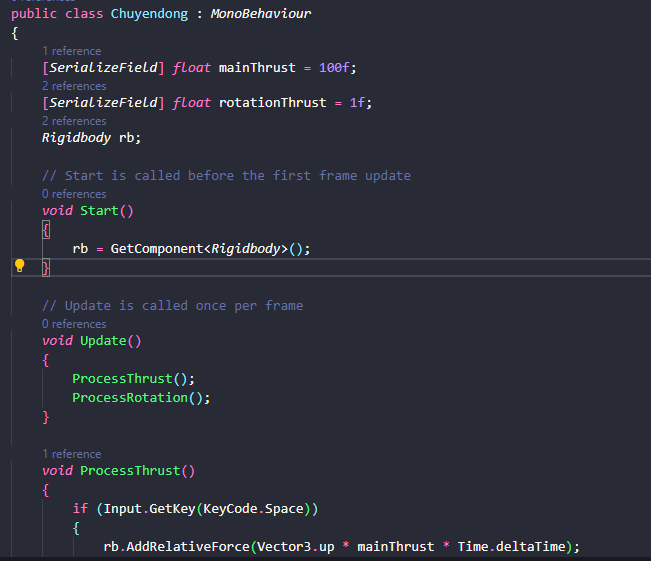 0 references
public class Chuyendong : MonoBehaviour
{
1 reference
[SerializeField] float mainThrust = 100f;
2 references
[SerializeField] float rotationThrust = 1f;
2 references
Rigidbody rb;
// Start is called before the first frame update
0 references
void Start()
{
rb = GetComponent<Rigidbody>();
}
// Update is called once per frame
0 references
void Update()
{
ProcessThrust();
ProcessRotation();
}
1 reference
void ProcessThrust()
{
if (Input.GetKey(KeyCode.Space))
{
rb.AddRelativeForce(Vector3.up * mainThrust * Time.deltaTime);